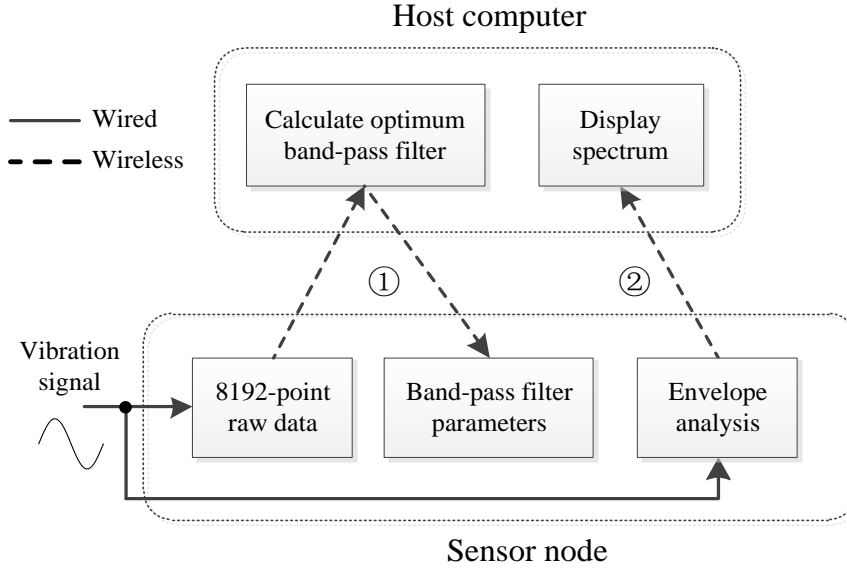 Host computer
Wired
Wireless
Calculate optimum
band-pass filter
Display
spectrum
①
②
Vibration
signal
8192-point
raw data
Band-pass filter
parameters
Envelope
analysis
Sensor node